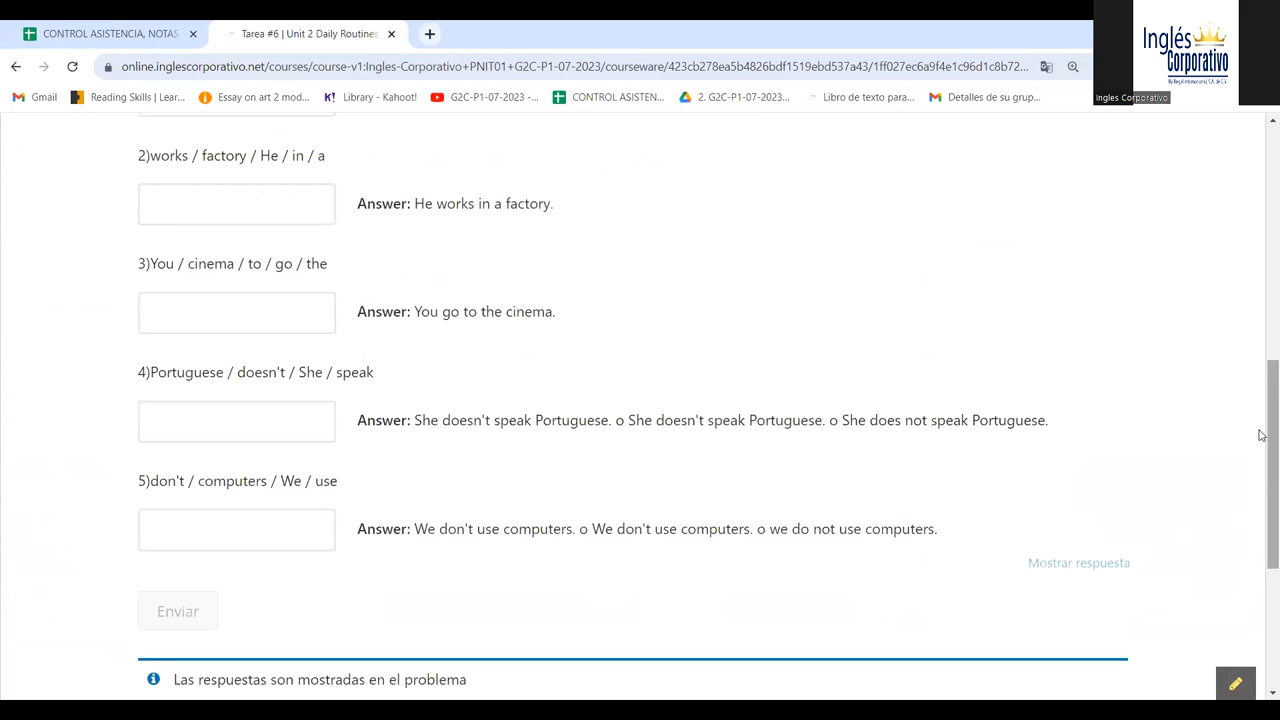 CONTROL ASISTENCIA, NOTAS
Tarea #6 | Unit 2 Daily Routines
online.inglescorporativo.net/courses/course-v1:Ingles-Corporativo+PNIT01+G2C-P1-07-2023/courseware/423cb278ea5b4826bdf1519ebd537a43/1ff027ec6a9f4e1c96d1c8b72...
Gmail
Reading Skills | Lear...
Essay on art 2 mod...
Library - Kahoot!
G2C-P1-07-2023 -...
CONTROL ASISTEN...
2. G2C-P1-07-2023...
Libro de texto para...
Detalles de su grup...
Inglés
Corporativo
Ingles Corporativo
2)works / factory / He / in / a
Answer: He works in a factory.
3)You / cinema / to / go / the
Answer: You go to the cinema.
4)Portuguese / doesn't / She / speak
Answer: She doesn't speak Portuguese. o She doesn't speak Portuguese. o She does not speak Portuguese.
5)don't / computers / We / use
Answer: We don't use computers. o We don't use computers. o we do not use computers.
Mostrar respuesta
Enviar
Las respuestas son mostradas en el problema